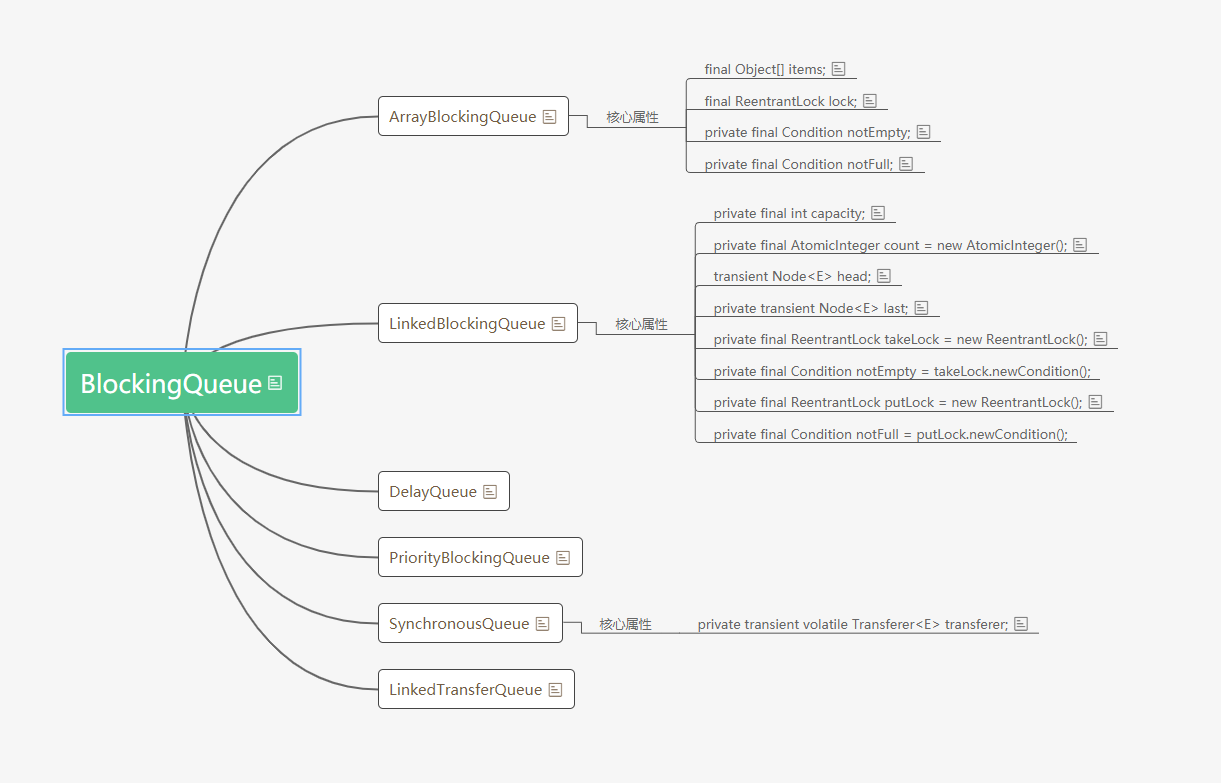 BlockingQueue
ArrayBlockingQueue
核心属性
final Object[] items;
final ReentrantLock lock;
private final Condition notEmpty;
private final Condition notFull;
LinkedBlockingQueue
核心属性
private final int capacity;
private final AtomicInteger count = new AtomicInteger();
transient Node<E> head;
private transient Node<E> last;
private final ReentrantLock takeLock = new ReentrantLock();
private final Condition notEmpty = takeLock.newCondition();
private final ReentrantLock putLock = new ReentrantLock();
private final Condition notFull = putLock.newCondition();
DelayQueue
PriorityBlockingQueue
SynchronousQueue
核心属性
private transient volatile Transferer<E> transferer;
LinkedTransferQueue